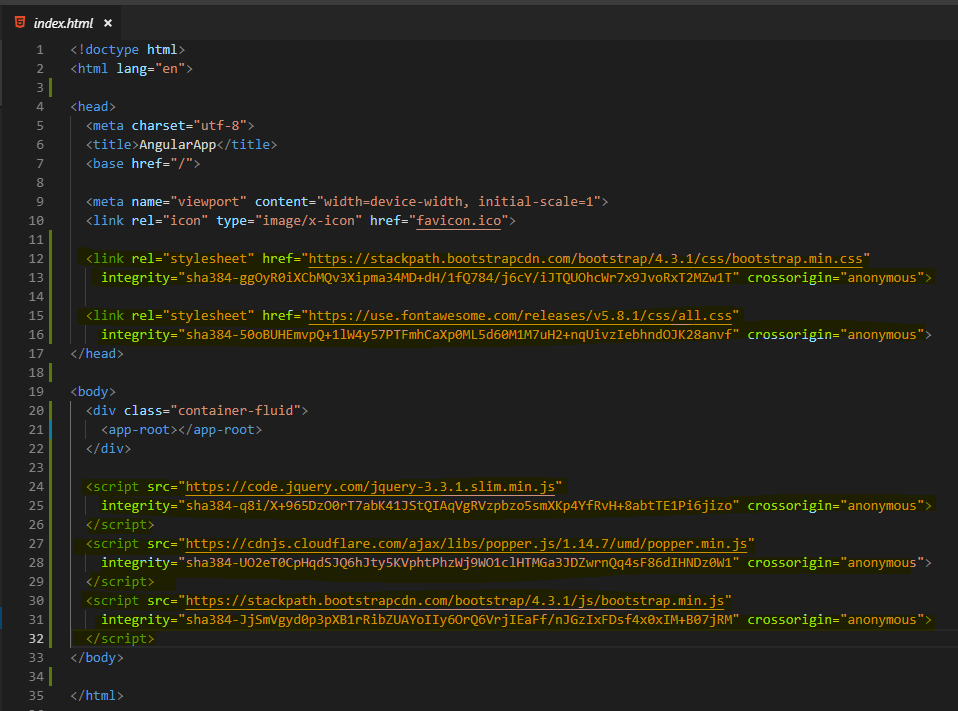 index.html ×
1 <!doctype html>
2 <html lang="en">
3
4 <head>
5 <meta charset="utf-8">
6 <title>AngularApp</title>
7 <base href="/">
8
9 <meta name="viewport" content="width=device-width, initial-scale=1">
10 <link rel="icon" type="image/x-icon" href="favicon.ico">
11
12 <link rel="stylesheet" href="https://stackpath.bootstrapcdn.com/bootstrap/4.3.1/css/bootstrap.min.css"
13 integrity="sha384-ggOyR0iXCbMQv3Xipma34MD+dH/1fQ784/j6cY/iJTQUOhcWr7x9JvoRxT2MZw1T" crossorigin="anonymous">
14
15 <link rel="stylesheet" href="https://use.fontawesome.com/releases/v5.8.1/css/all.css"
16 integrity="sha384-50oBUHEmvpQ+1lW4y57PTFmhCaXp0ML5d60M1M7uH2+nqUivzIebhndOJK28anvf" crossorigin="anonymous">
17 </head>
18
19 <body>
20 <div class="container-fluid">
21 <app-root></app-root>
22 </div>
23
24 <script src="https://code.jquery.com/jquery-3.3.1.slim.min.js"
25 integrity="sha384-q8i/X+965DzO0rT7abK41JStQIAqVgRVzpbzo5smXKp4YfRvH+8abtTE1Pi6jizo" crossorigin="anonymous">
26 </script>
27 <script src="https://cdnjs.cloudflare.com/ajax/libs/popper.js/1.14.7/umd/popper.min.js"
28 integrity="sha384-UO2eT0CpHqdSJQ6hJty5KVphtPhzWj9WO1clHTMGa3JDZwrnQq4sF86dIHNDz0W1" crossorigin="anonymous">
29 </script>
30 <script src="https://stackpath.bootstrapcdn.com/bootstrap/4.3.1/js/bootstrap.min.js"
31 integrity="sha384-JjSmVgyd0p3pXB1rRibZUAYoIIy6OrQ6VrjIEaFf/nJGzIxFDsf4x0xIM+B07jRM" crossorigin="anonymous">
32 </script>
33 </body>
34
35 </html>